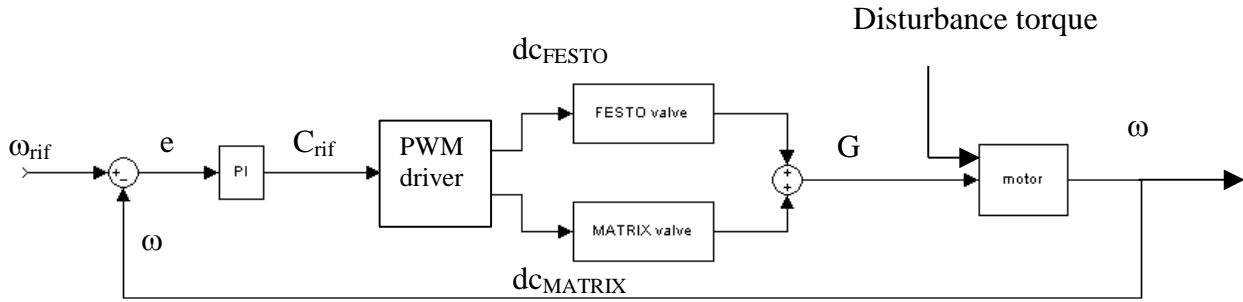 Disturbance torque
dcFESTO
FESTO valve
ωrif
e
Crif
PWM
driver
G
ω
+
−
PI
+
+
motor
MATRIX valve
ω
dcMATRIX